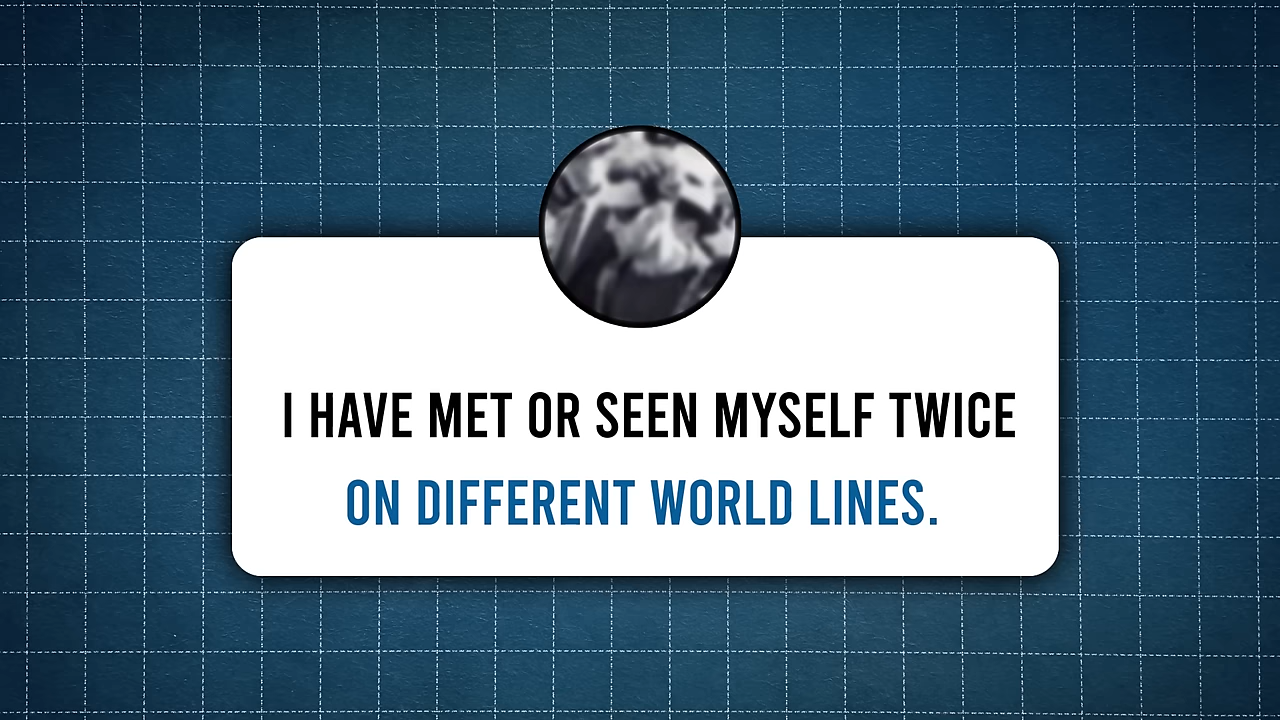 I HAVE MET OR SEEN MYSELF TWICE
ON DIFFERENT WORLD LINES.